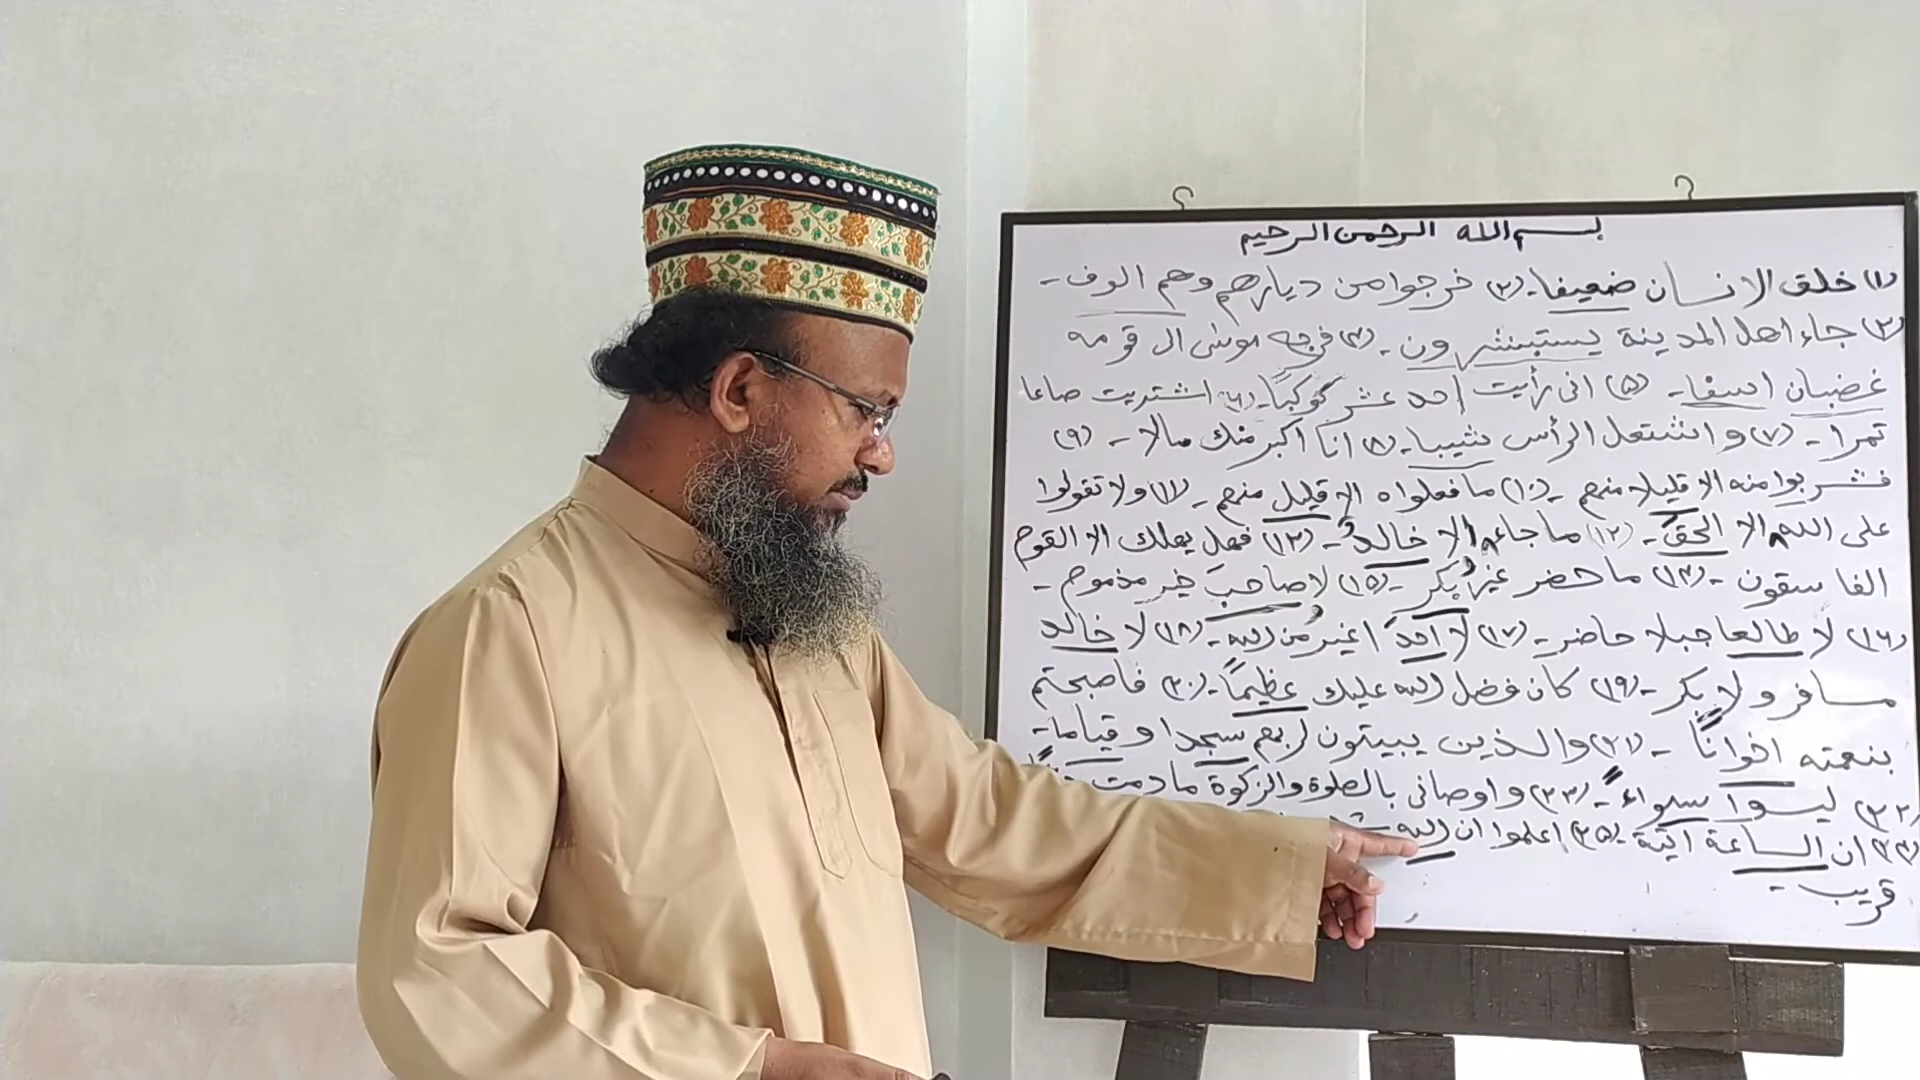 بسم الله الرحمن الرحيم
(١) خلق الانسان ضعيفا۔ (٢) خرجوا من ديارهم وهم الوف ۔
(٣) جاء اهل المدينة يستبشرون ۔ (٤) فرجع موسى الى قومه
غضبان اسفا۔ (٥) انى رأيت احد عشر كوكبًا۔ (٦) اشتريت صاعا
تمرا ۔ (٧) واشتعل الرأس شيبا۔ (٨) انا اكبر منك مالا ۔ (٩)
فشربوا منه الا قليلا منهم ۔ (١٠) ما فعلوه الا قليل منهم ۔ (١١) ولا تقولوا
على الله الا الحقَّ ۔ (١٢) ما جاء الا خالدٌ ۔ (١٣) فهل يهلك الا القوم
الفاسقون ۔ (١٤) ما حضر غيرُ بكر ۔ (١٥) لا صاحبَ خير مذموم ۔
(١٦) لا طالعا جبلا حاضر ۔ (١٧) لا احدَ اغيرُ من الله ۔ (١٨) لا خالد
مسافر ولا بكر ۔ (١٩) كان فضل الله عليك عظيمًا۔ (٢٠) فاصبحتم
بنعمته اخوانًا ۔ (٢١) والذين يبيتون لربهم سجدا وقياما ۔
(٢٢) ليسوا سواءً ۔ (٢٣) واوصانى بالصلوة والزكوة ما دمت
(٢٤) ان الساعة اتية ۔ (٢٥) اعلموا ان الله
قريب ۔